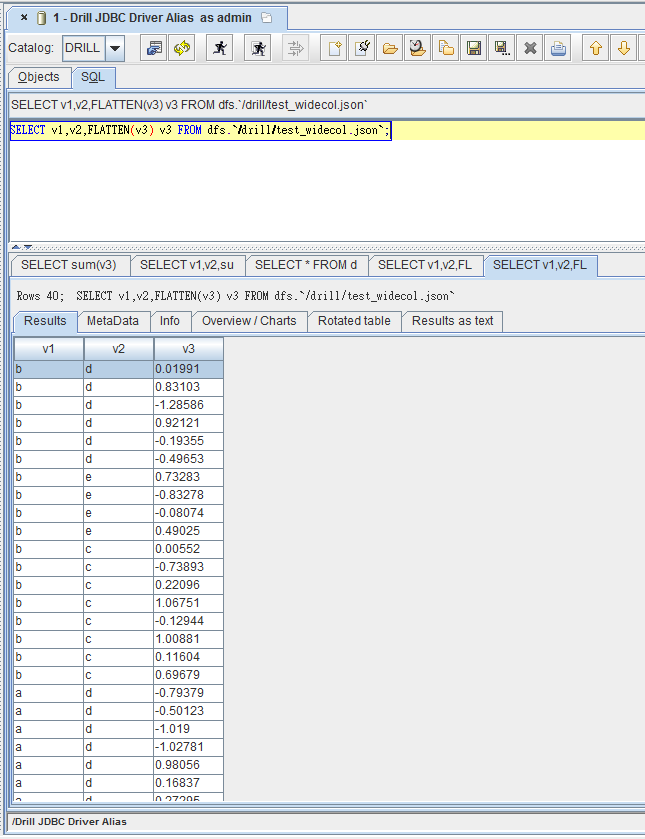 1 - Drill JDBC Driver Alias as admin
Catalog: DRILL
Objects SQL
SELECT v1,v2,FLATTEN(v3) v3 FROM dfs.`/drill/test_widecol.json`
SELECT v1,v2,FLATTEN(v3) v3 FROM dfs.`/drill/test_widecol.json`;
SELECT sum(v3) SELECT v1,v2,su SELECT * FROM d SELECT v1,v2,FL SELECT v1,v2,FL
Rows 40; SELECT v1,v2,FLATTEN(v3) v3 FROM dfs.`/drill/test_widecol.json`
Results MetaData Info Overview / Charts Rotated table Results as text
v1 v2 v3
b d 0.01991
b d 0.83103
b d -1.28586
b d 0.92121
b d -0.19355
b d -0.49653
b e 0.73283
b e -0.83278
b e -0.08074
b e 0.49025
b c 0.00552
b c -0.73893
b c 0.22096
b c 1.06751
b c -0.12944
b c 1.00881
b c 0.11604
b c 0.69679
a d -0.79379
a d -0.50123
a d -1.019
a d -1.02781
a d 0.98056
a d 0.16837
a d 0.27295
/Drill JDBC Driver Alias